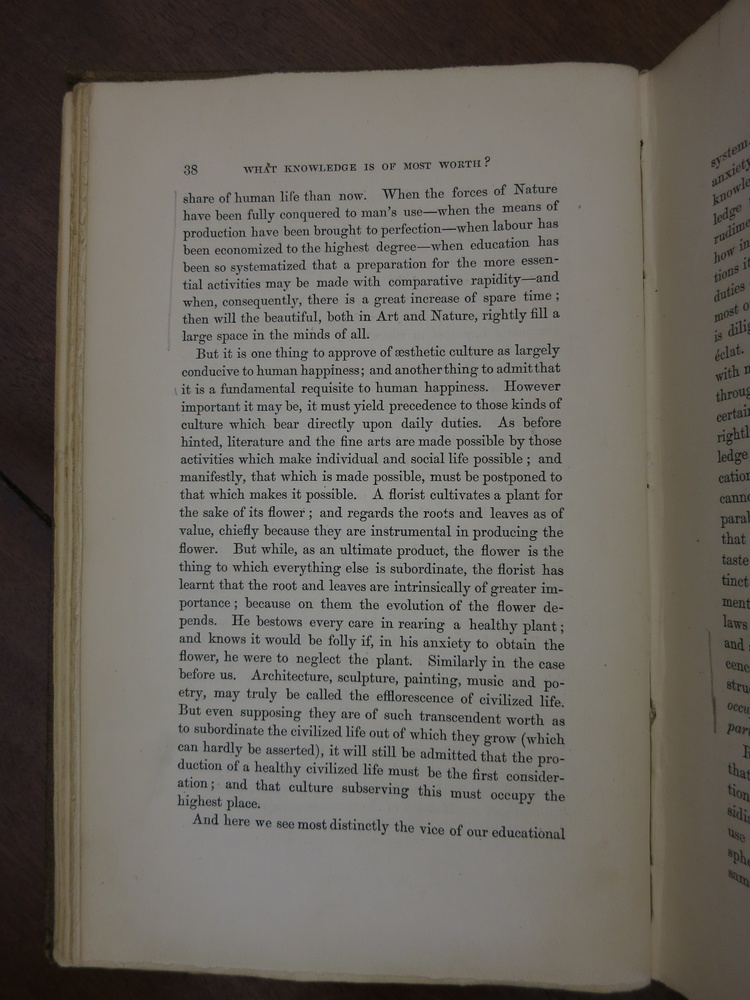 38 WHAT KNOWLEDGE IS OF MOST WORTH?
share of human life than now. When the forces of Nature
have been fully conquered to man's use—when the means of
production have been brought to perfection—when labour has
been economized to the highest degree—when education has
been so systematized that a preparation for the more essen-
tial activities may be made with comparative rapidity—and
when, consequently, there is a great increase of spare time;
then will the beautiful, both in Art and Nature, rightly fill a
large space in the minds of all.
But it is one thing to approve of æsthetic culture as largely
conducive to human happiness; and another thing to admit that
it is a fundamental requisite to human happiness. However
important it may be, it must yield precedence to those kinds of
culture which bear directly upon daily duties. As before
hinted, literature and the fine arts are made possible by those
activities which make individual and social life possible; and
manifestly, that which is made possible, must be postponed to
that which makes it possible. A florist cultivates a plant for
the sake of its flower; and regards the roots and leaves as of
value, chiefly because they are instrumental in producing the
flower. But while, as an ultimate product, the flower is the
thing to which everything else is subordinate, the florist has
learnt that the root and leaves are intrinsically of greater im-
portance; because on them the evolution of the flower de-
pends. He bestows every care in rearing a healthy plant;
and knows it would be folly if, in his anxiety to obtain the
flower, he were to neglect the plant. Similarly in the case
before us. Architecture, sculpture, painting, music and po-
etry, may truly be called the efflorescence of civilized life.
But even supposing they are of such transcendent worth as
to subordinate the civilized life out of which they grow (which
can hardly be asserted), it will still be admitted that the pro-
duction of a healthy civilized life must be the first consider-
ation; and that culture subserving this must occupy the
highest place.
And here we see most distinctly the vice of our educational
system
anxiety
knowle
ledge
rudime
how in
tions it
duties
most o
is dilig
éclat.
with n
throug
certai
rightl
ledge
cation
canno
paral
that
taste
tinct
ment
laws
and
cenc
stru
occu
par
that
tion
sidi
use
sph
sam